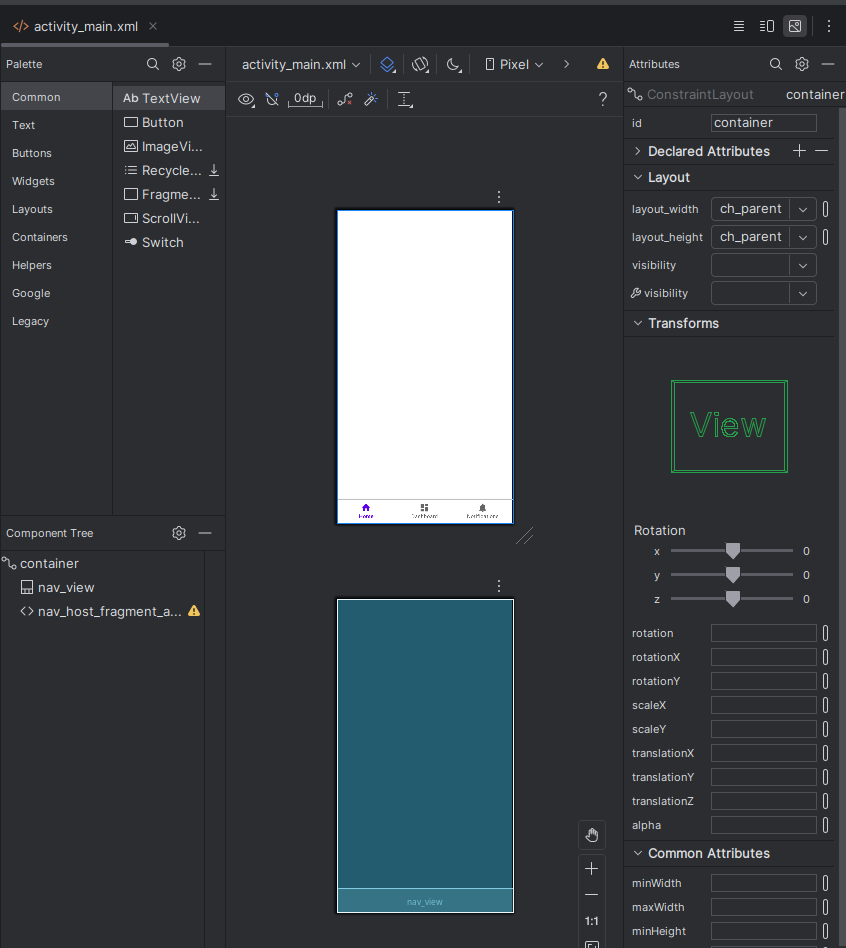 </> activity_main.xml
Palette
Common
Text
Buttons
Widgets
Layouts
Containers
Helpers
Google
Legacy
Ab TextView
Button
ImageVi...
Recycle...
Fragme...
ScrollVi...
Switch
Component Tree
container
nav_view
<> nav_host_fragment_a...
activity_main.xml
Pixel
0dp
?
Home
Dashboard
Notifications
nav_view
1:1
Attributes
ConstraintLayout container
id container
Declared Attributes
Layout
layout_width ch_parent
layout_height ch_parent
visibility
visibility
Transforms
View
Rotation
x 0
y 0
z 0
rotation
rotationX
rotationY
scaleX
scaleY
translationX
translationY
translationZ
alpha
Common Attributes
minWidth
maxWidth
minHeight